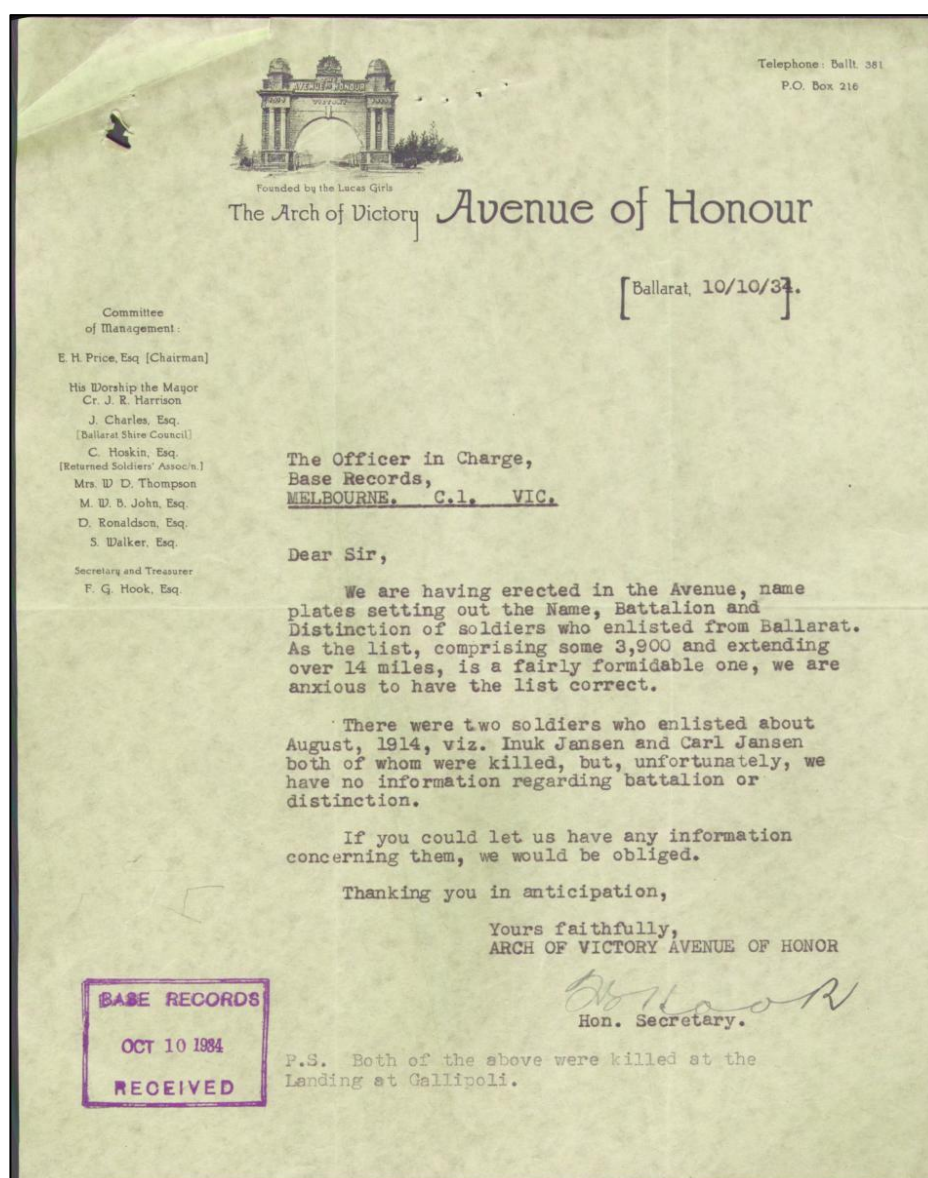 Telephone: Ballt. 381
P.O. Box 216
AVENUE OF HONOUR
VICTORY
Founded by the Lucas Girls
The Arch of Victory Avenue of Honour
[Ballarat, 10/10/34.]
Committee
of Management:
E. H. Price, Esq [Chairman]
His Worship the Mayor
Cr. J. R. Harrison
J. Charles, Esq.
[Ballarat Shire Council]
C. Hoskin, Esq.
[Returned Soldiers' Assoc'n.]
Mrs. W D. Thompson
M. W. B. John, Esq.
D. Ronaldson, Esq.
S. Walker, Esq.
Secretary and Treasurer
F. G. Hook, Esq.
The Officer in Charge,
Base Records,
MELBOURNE. C.1. VIC.
Dear Sir,
We are having erected in the Avenue, name
plates setting out the Name, Battalion and
Distinction of soldiers who enlisted from Ballarat.
As the list, comprising some 3,900 and extending
over 14 miles, is a fairly formidable one, we are
anxious to have the list correct.
There were two soldiers who enlisted about
August, 1914, viz. Inuk Jansen and Carl Jansen
both of whom were killed, but, unfortunately, we
have no information regarding battalion or
distinction.
If you could let us have any information
concerning them, we would be obliged.
Thanking you in anticipation,
Yours faithfully,
ARCH OF VICTORY AVENUE OF HONOR
Hon. Secretary.
BASE RECORDS
OCT 10 1934
RECEIVED
P.S. Both of the above were killed at the
Landing at Gallipoli.